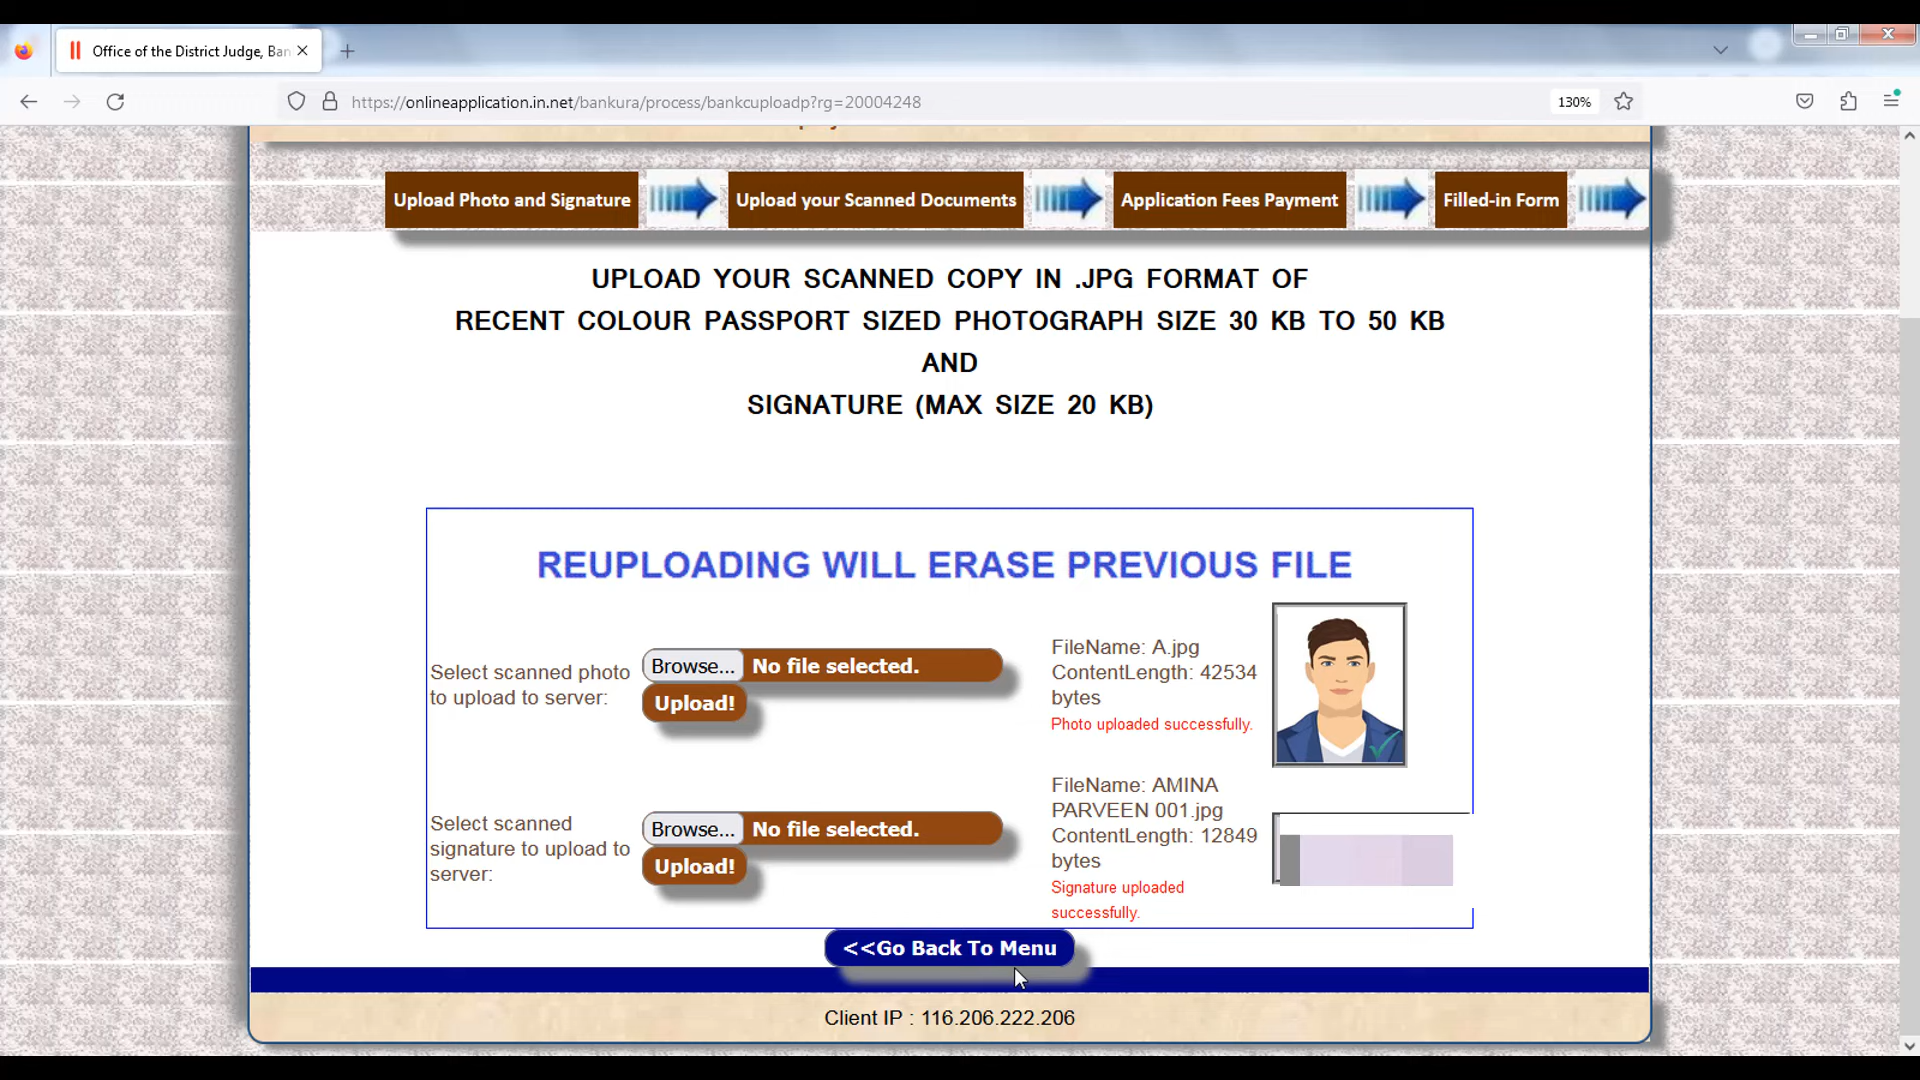 Office of the District Judge, Ban
https://onlineapplication.in.net/bankura/process/bankcuploadp?rg=20004248
130%
Upload Photo and Signature
Upload your Scanned Documents
Application Fees Payment
Filled-in Form
UPLOAD YOUR SCANNED COPY IN .JPG FORMAT OF
RECENT COLOUR PASSPORT SIZED PHOTOGRAPH SIZE 30 KB TO 50 KB
AND
SIGNATURE (MAX SIZE 20 KB)
REUPLOADING WILL ERASE PREVIOUS FILE
Select scanned photo
to upload to server:
Browse... No file selected.
Upload!
FileName: A.jpg
ContentLength: 42534
bytes
Photo uploaded successfully.
Select scanned
signature to upload to
server:
Browse... No file selected.
Upload!
FileName: AMINA
PARVEEN 001.jpg
ContentLength: 12849
bytes
Signature uploaded
successfully.
<<Go Back To Menu
Client IP : 116.206.222.206